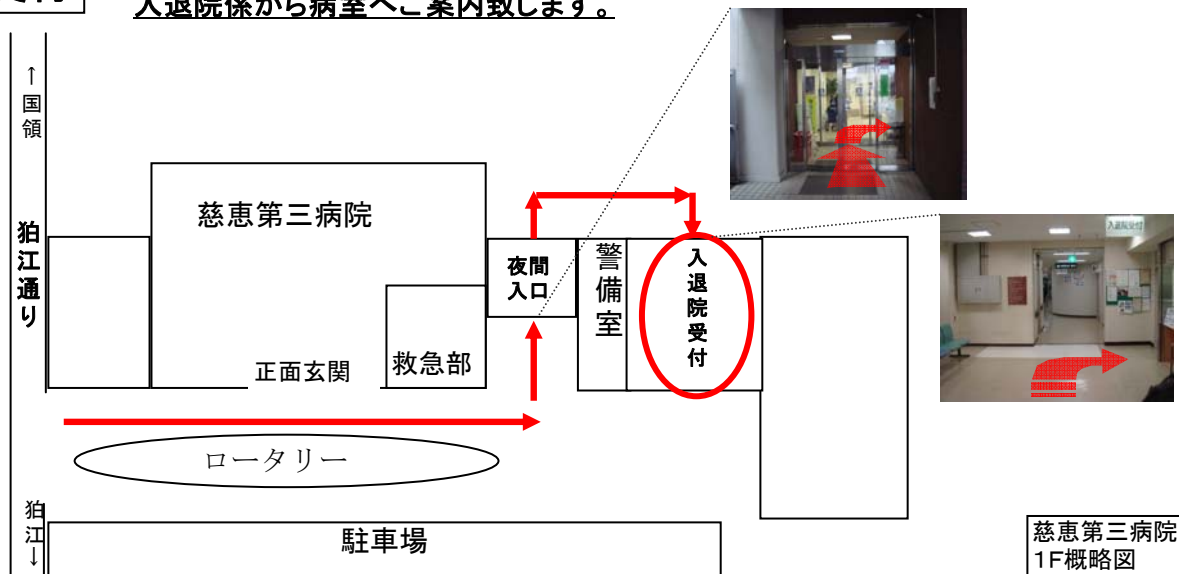 入退院係から病室へご案内致します。
↑国領
狛江通り
慈恵第三病院
夜間
入口
警備室
入退院受付
入退院受付
正面玄関
救急部
ロータリー
狛江↓
駐車場
慈恵第三病院
1F概略図